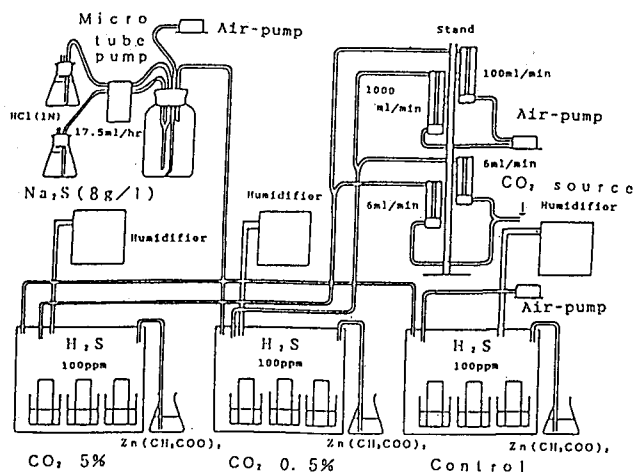 Micro
tube
pump
Air-pump
HCl(1N)
17.5ml/hr
Na₂S(8g/l)
Stand
100ml/min
1000
ml/min
Air-pump
6ml/min
6ml/min
CO₂ source
Humidifier
Humidifier
Humidifier
Air-pump
H₂S
100ppm
H₂S
100ppm
H₂S
100ppm
Zn(CH₃COO)₂
Zn(CH₃COO)₂
Zn(CH₃COO)₂
CO₂ 5%
CO₂ 0.5%
Control